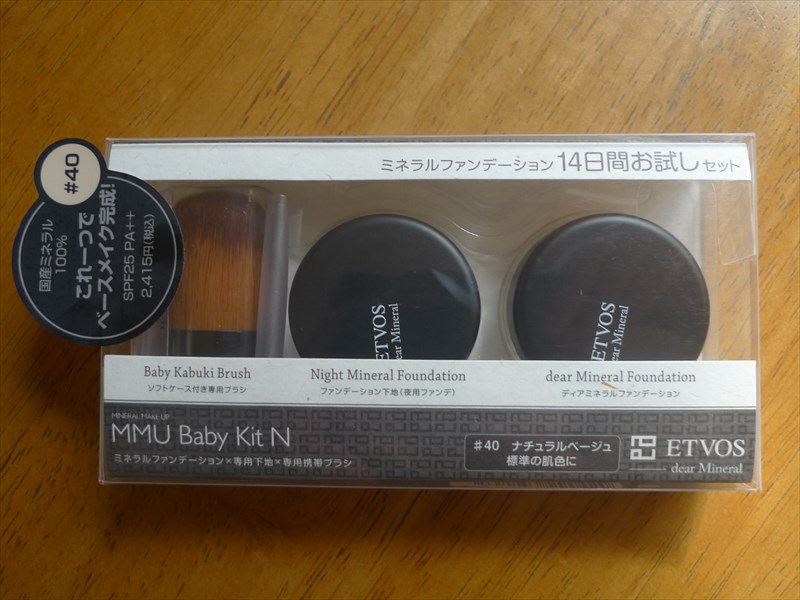 ミネラルファンデーション 14日間お試しセット
#40
国産ミネラル
100%
これ一つで
ベースメイク完成!
SPF25 PA++
2,415円(税込)
ETVOS
dear Mineral
ETVOS
dear Mineral
Baby Kabuki Brush
ソフトケース付き専用ブラシ
Night Mineral Foundation
ファンデーション下地(夜用ファンデ)
dear Mineral Foundation
ディアミネラルファンデーション
MINERAL MAKE-UP
MMU Baby Kit N
ミネラルファンデーション×専用下地×専用携帯ブラシ
#40 ナチュラルベージュ
標準の肌色に
ETVOS
dear Mineral